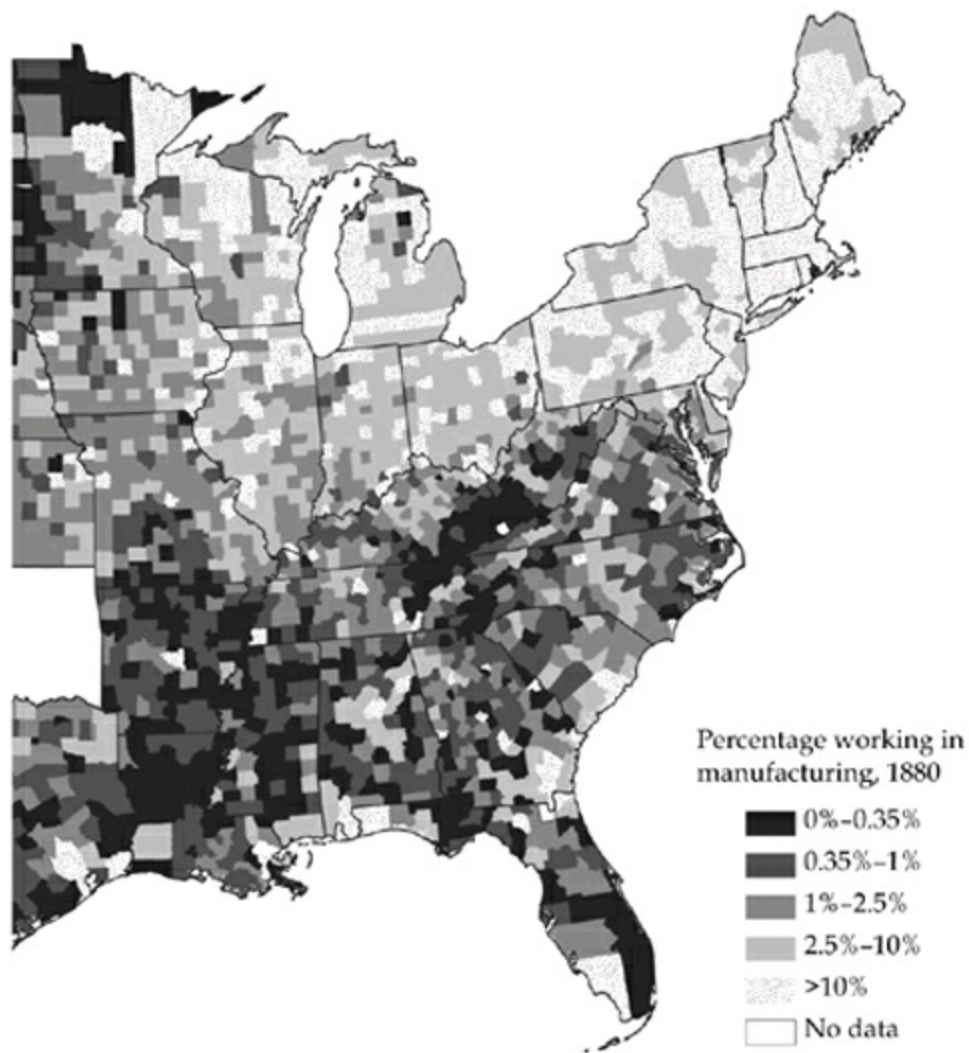 Percentage working in
manufacturing, 1880
0%–0.35%
0.35%–1%
1%–2.5%
2.5%–10%
>10%
No data